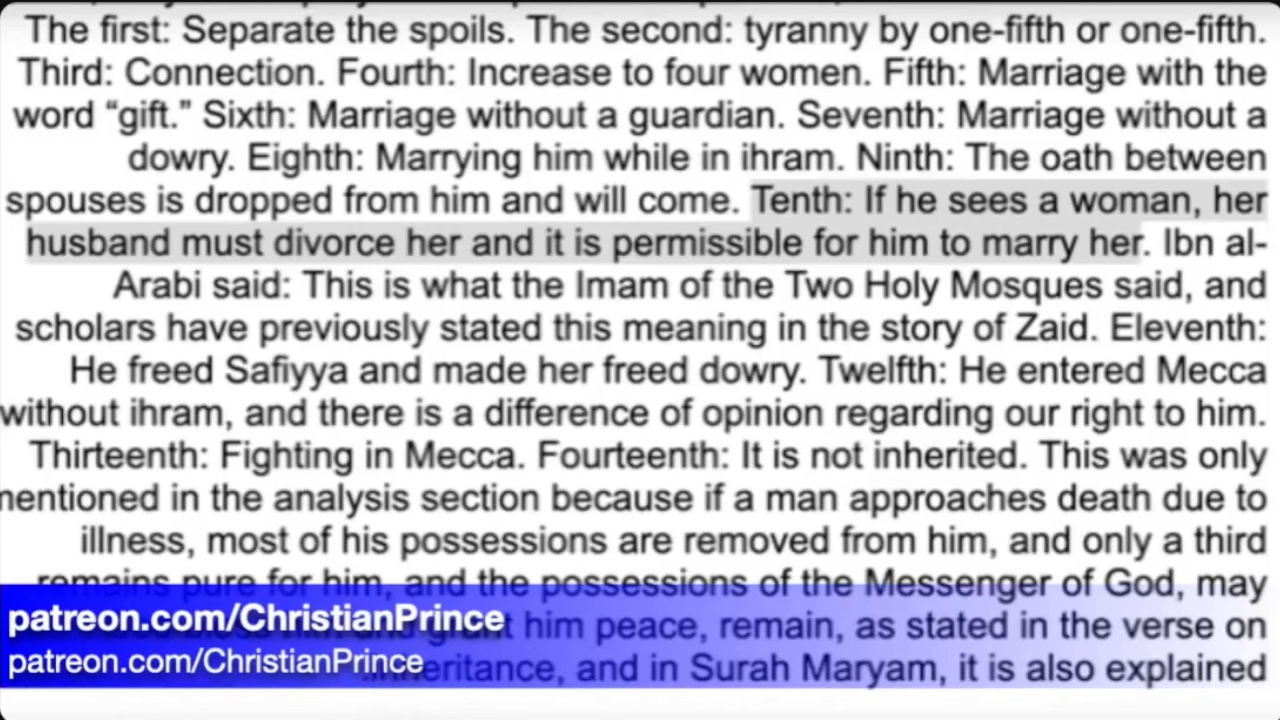 The first: Separate the spoils. The second: tyranny by one-fifth or one-fifth.
Third: Connection. Fourth: Increase to four women. Fifth: Marriage with the
word “gift.” Sixth: Marriage without a guardian. Seventh: Marriage without a
dowry. Eighth: Marrying him while in ihram. Ninth: The oath between
spouses is dropped from him and will come. Tenth: If he sees a woman, her
husband must divorce her and it is permissible for him to marry her. Ibn al-
Arabi said: This is what the Imam of the Two Holy Mosques said, and
scholars have previously stated this meaning in the story of Zaid. Eleventh:
He freed Safiyya and made her freed dowry. Twelfth: He entered Mecca
without ihram, and there is a difference of opinion regarding our right to him.
Thirteenth: Fighting in Mecca. Fourteenth: It is not inherited. This was only
mentioned in the analysis section because if a man approaches death due to
illness, most of his possessions are removed from him, and only a third
remains pure for him, and the possessions of the Messenger of God, may
him peace, remain, as stated in the verse on
inheritance, and in Surah Maryam, it is also explained
patreon.com/ChristianPrince
patreon.com/ChristianPrince